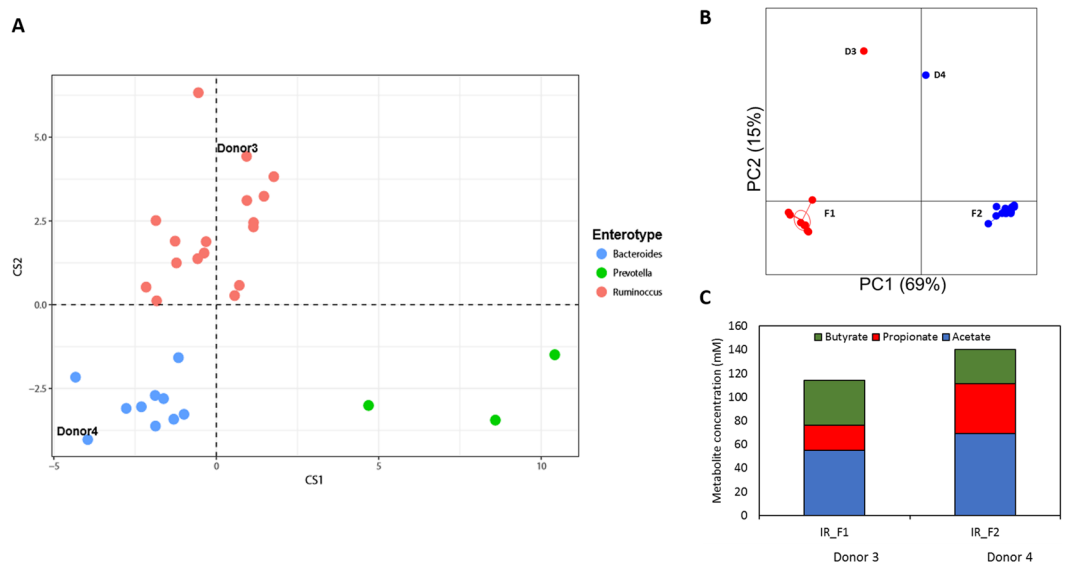 A
5.0
2.5
0.0
−2.5
−5
0
5
10
CS1
CS2
Donor3
Donor4
Enterotype
Bacteroides
Prevotella
Ruminoccus
B
D3
D4
F1
F2
PC2 (15%)
PC1 (69%)
C
Metabolite concentration (mM)
160
140
120
100
80
60
40
20
0
Butyrate Propionate Acetate
IR_F1 IR_F2
Donor 3 Donor 4